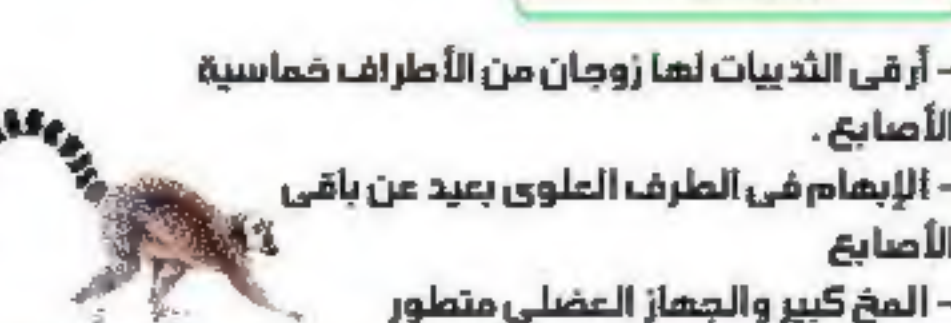 - أرقى الثدييات لها زوجان من الأطراف خماسية
الأصابع .
- الإبهام فى الطرف العلوى بعيد عن باقى
الأصابع
- المخ كبير والجهاز العضلى متطور